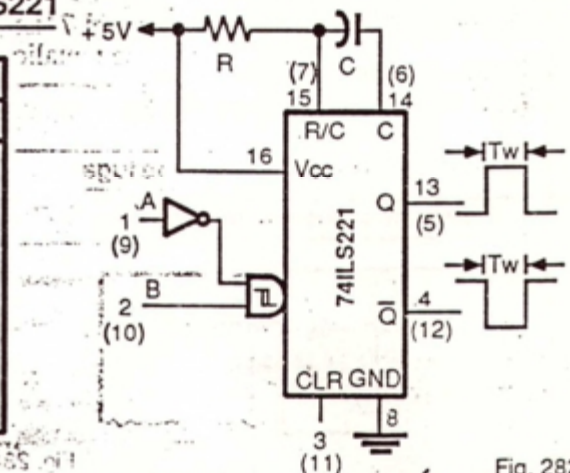 S221
+5V
R
C
(7)
(6)
15
14
R/C
C
16
Vcc
Tw
A
1
(9)
Q
13
(5)
74ILS221
B
2
(10)
Tw
Q̅
4
(12)
CLR
GND
3
(11)
8
Fig. 28